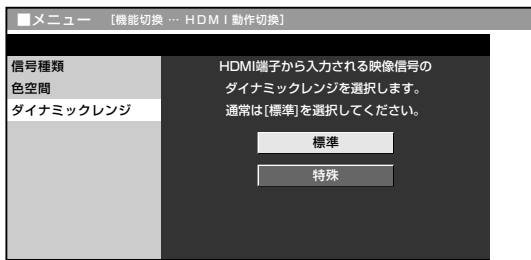 ■メニュー [機能切換 … HDMI動作切換]
信号種類
色空間
ダイナミックレンジ
HDMI端子から入力される映像信号の
ダイナミックレンジを選択します。
通常は[標準]を選択してください。
標準
特殊